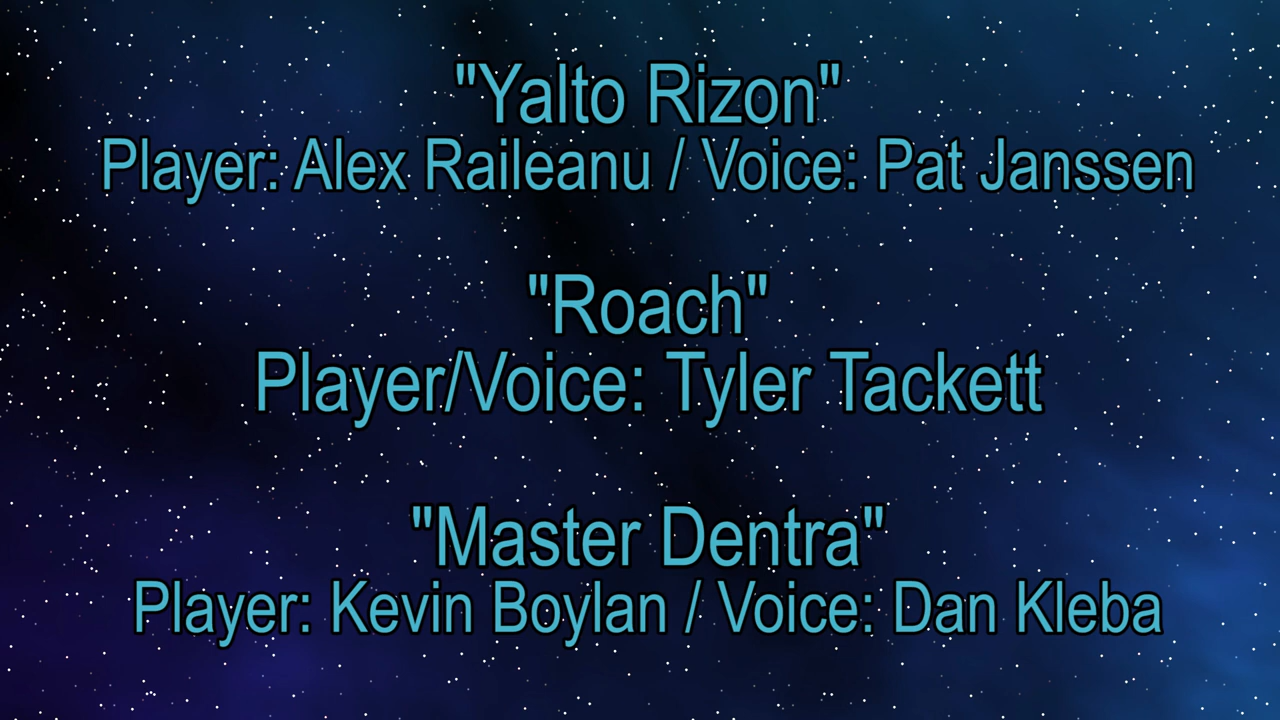 "Yalto Rizon"
Player: Alex Raileanu / Voice: Pat Janssen
"Roach"
Player/Voice: Tyler Tackett
"Master Dentra"
Player: Kevin Boylan / Voice: Dan Kleba